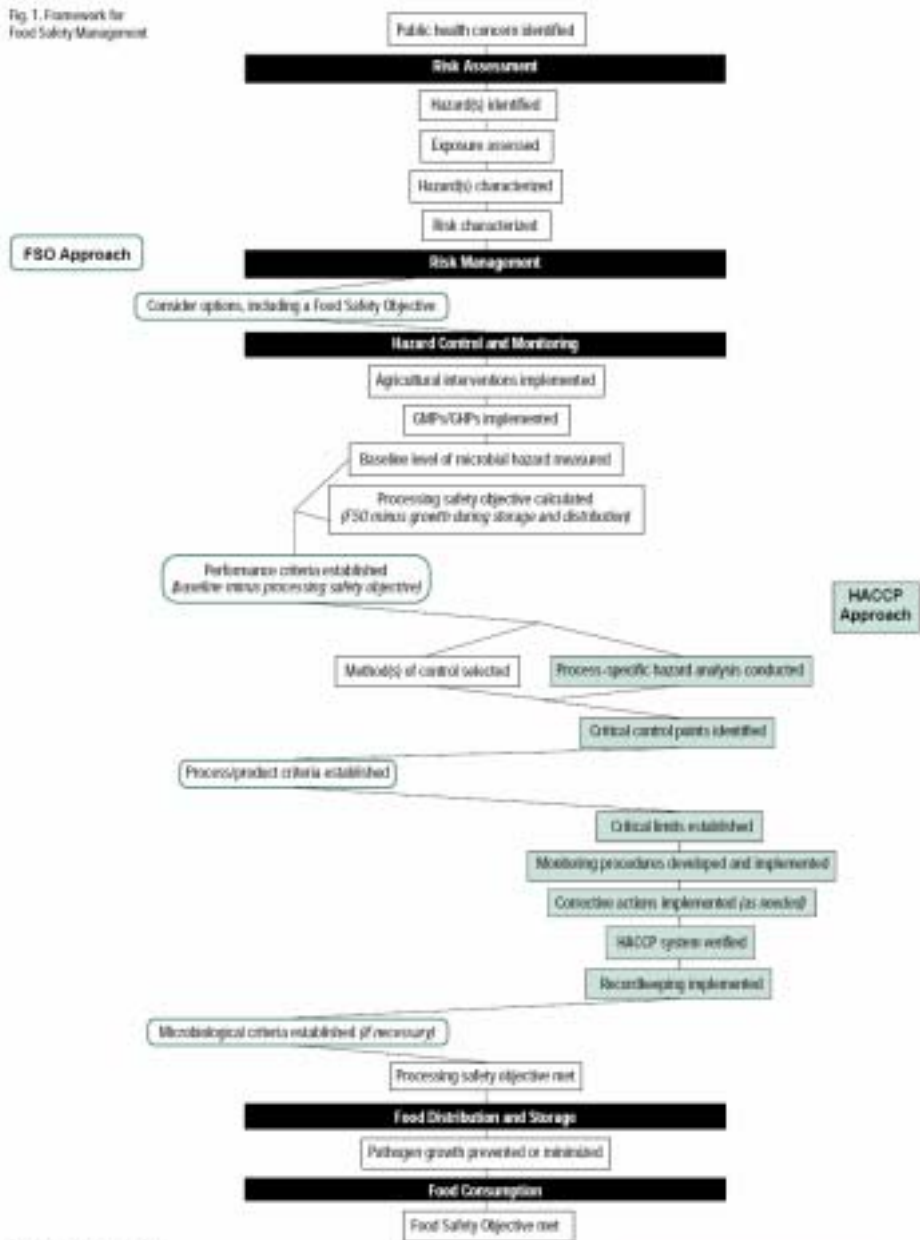 Fig. 1. Framework for
Food Safety Management
Public health concern identified
Risk Assessment
Hazard(s) identified
Exposure assessed
Hazard(s) characterized
Risk characterized
FSO Approach
Risk Management
Consider options, including a Food Safety Objective
Hazard Control and Monitoring
Agricultural interventions implemented
GMPs/GHPs implemented
Baseline level of microbial hazard measured
Processing safety objective calculated
(FSO minus growth during storage and distribution)
Performance criteria established
(baseline minus processing safety objective)
HACCP
Approach
Method(s) of control selected
Process-specific hazard analysis conducted
Critical control points identified
Process/product criteria established
Critical limits established
Monitoring procedures developed and implemented
Corrective actions implemented (as needed)
HACCP system verified
Recordkeeping implemented
Microbiological criteria established (if necessary)
Processing safety objective met
Food Distribution and Storage
Pathogen growth prevented or minimized
Food Consumption
Food Safety Objective met